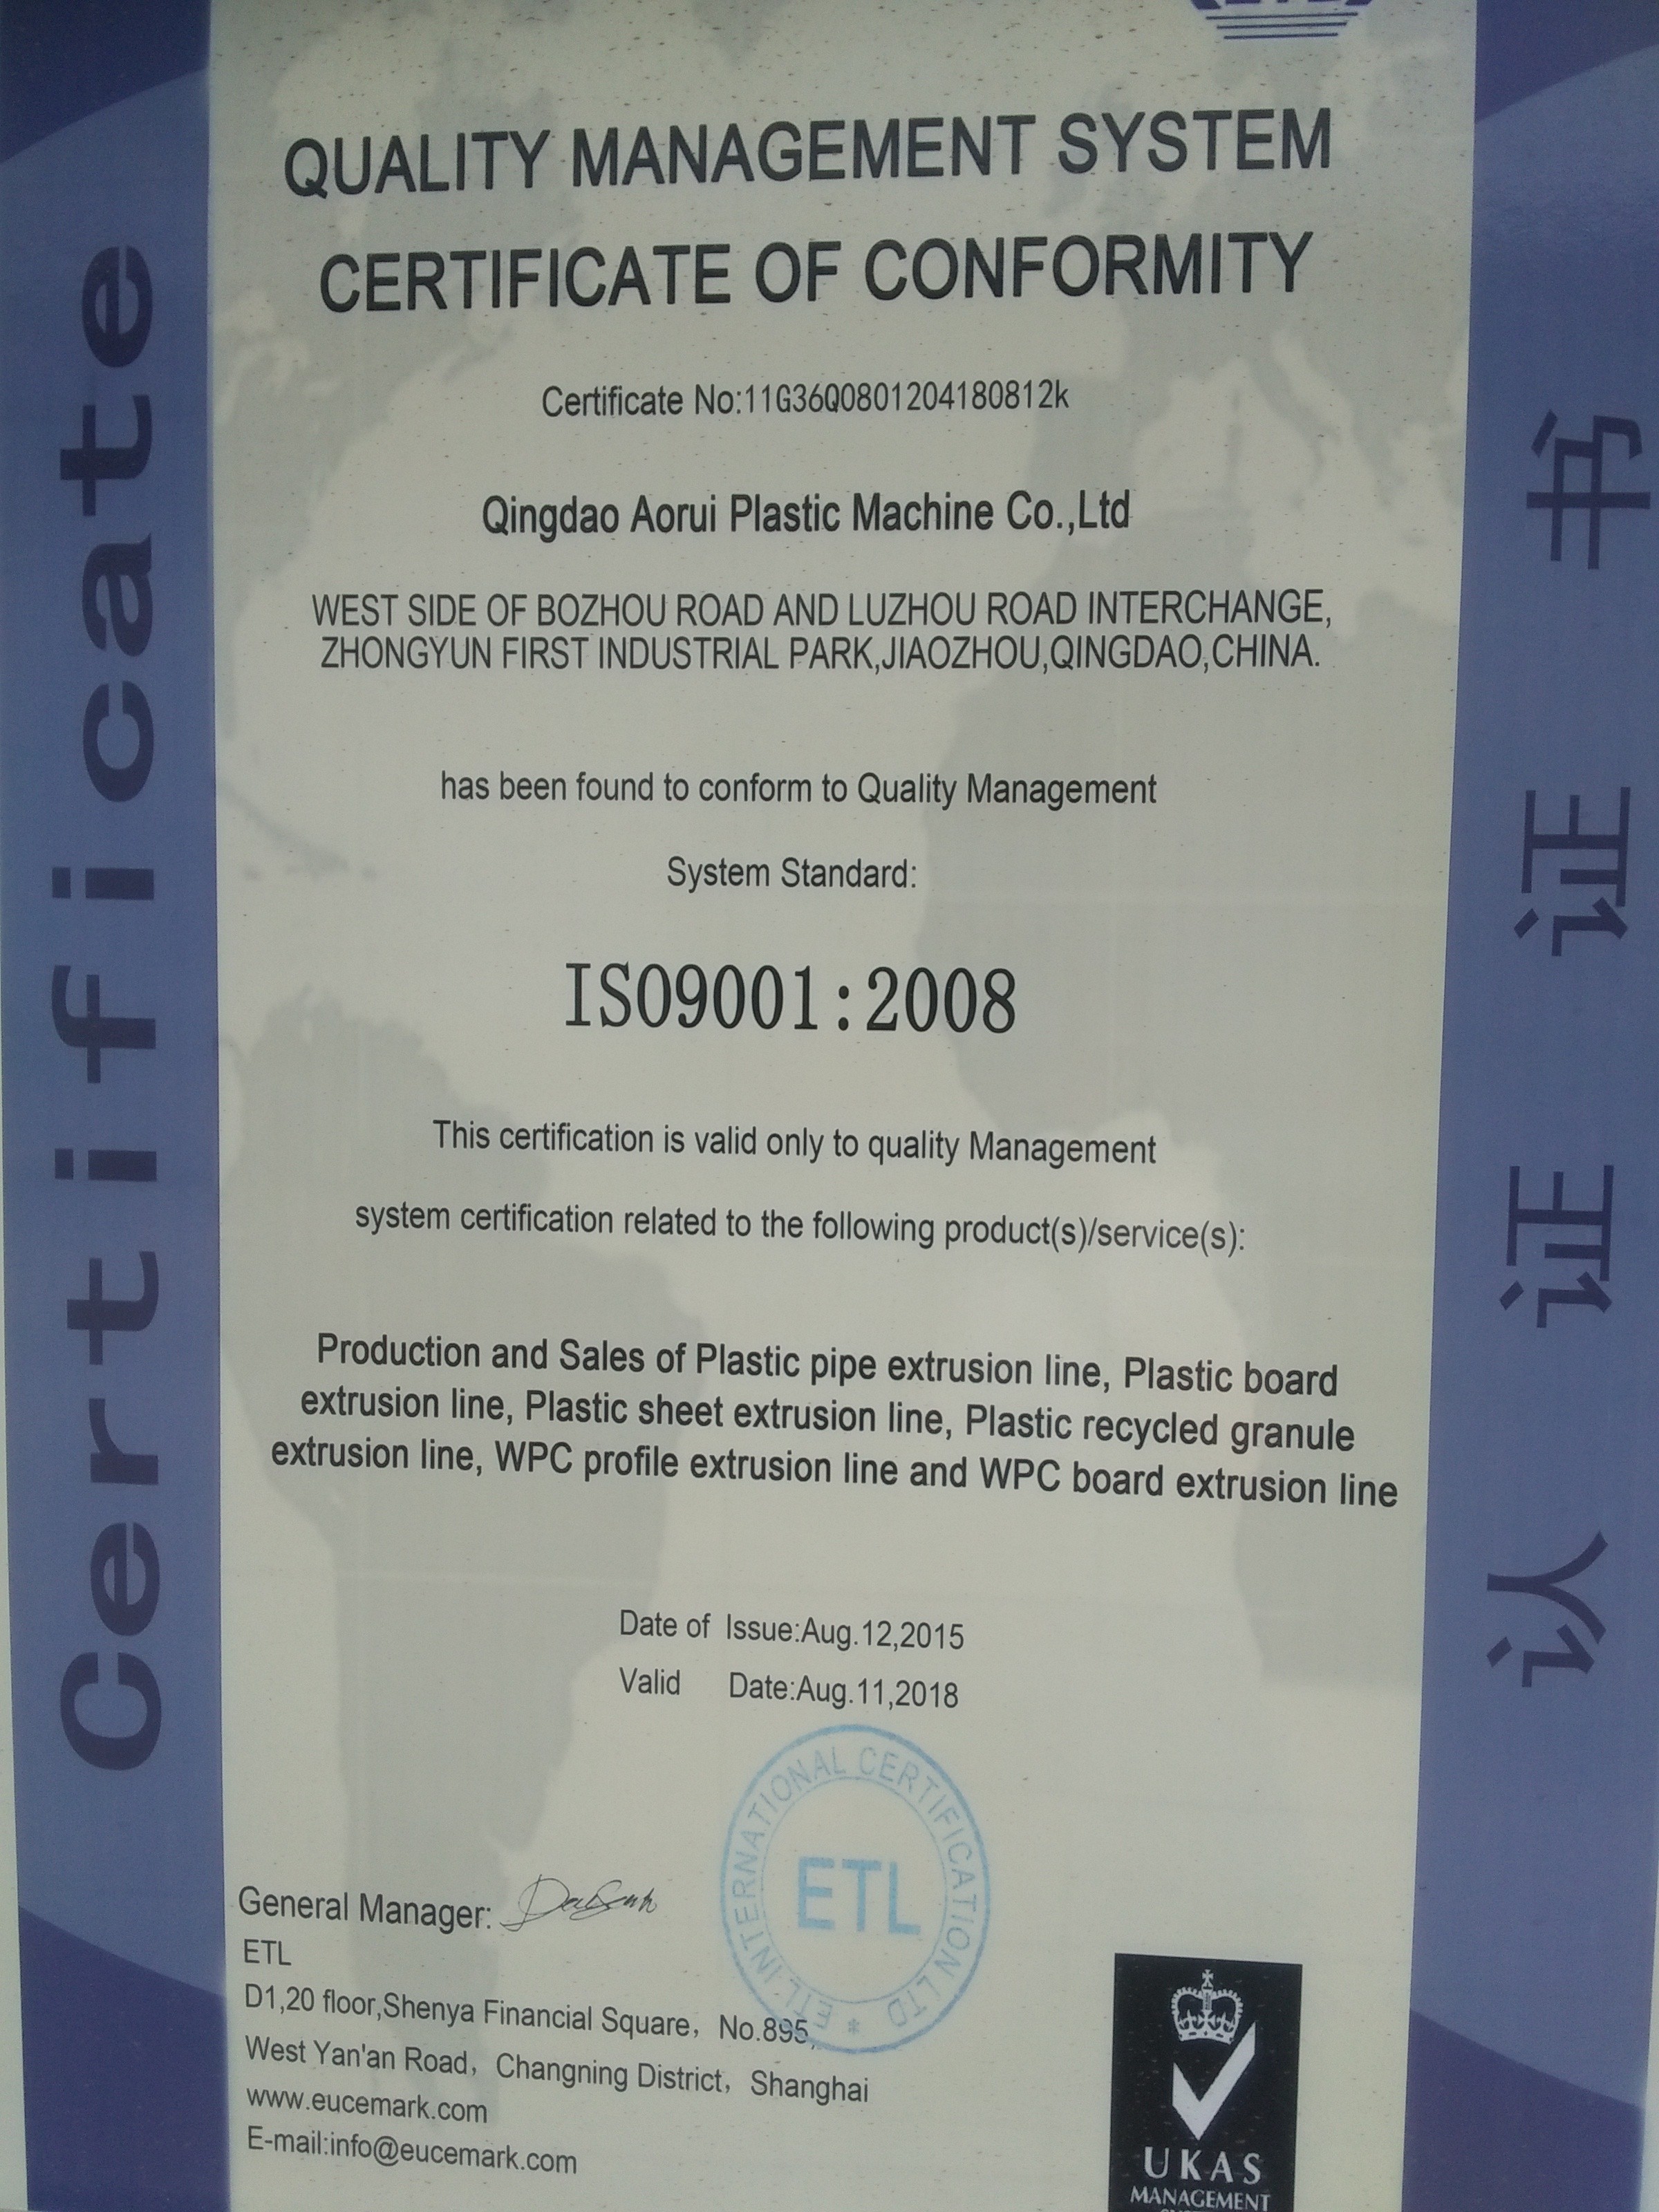 QUALITY MANAGEMENT SYSTEM
CERTIFICATE OF CONFORMITY
Certificate No:11G36Q0801204180812k
Qingdao Aorui Plastic Machine Co.,Ltd
WEST SIDE OF BOZHOU ROAD AND LUZHOU ROAD INTERCHANGE,
ZHONGYUN FIRST INDUSTRIAL PARK,JIAOZHOU,QINGDAO,CHINA.
has been found to conform to Quality Management
System Standard:
ISO9001:2008
This certification is valid only to quality Management
system certification related to the following product(s)/service(s):
Production and Sales of Plastic pipe extrusion line, Plastic board
extrusion line, Plastic sheet extrusion line, Plastic recycled granule
extrusion line, WPC profile extrusion line and WPC board extrusion line
Date of Issue:Aug.12,2015
Valid Date:Aug.11,2018
ETL INTERNATIONAL CERTIFICATION LTD *
ETL
General Manager:
ETL
D1,20 floor,Shenya Financial Square，No.895,
West Yan'an Road，Changning District，Shanghai
www.eucemark.com
E-mail:info@eucemark.com
UKAS
MANAGEMENT
Certificate
认证证书